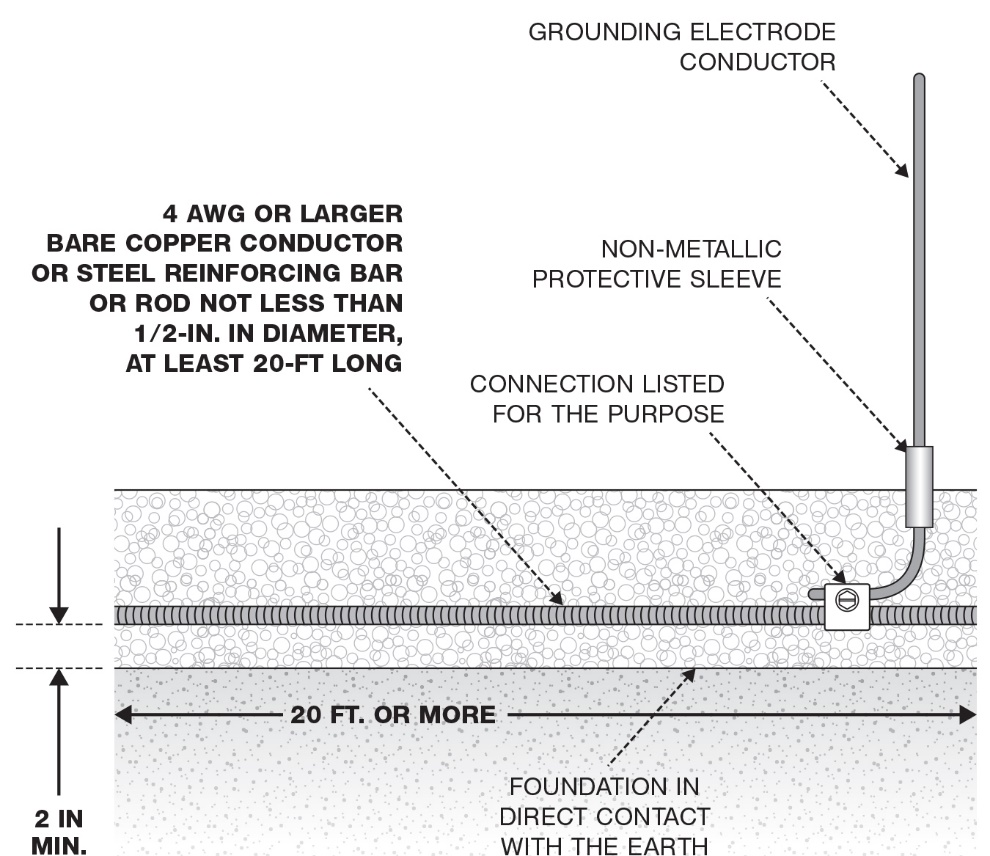 GROUNDING ELECTRODE
CONDUCTOR
4 AWG OR LARGER
BARE COPPER CONDUCTOR
OR STEEL REINFORCING BAR
OR ROD NOT LESS THAN
1/2-IN. IN DIAMETER,
AT LEAST 20-FT LONG
NON-METALLIC
PROTECTIVE SLEEVE
CONNECTION LISTED
FOR THE PURPOSE
20 FT. OR MORE
2 IN
MIN.
FOUNDATION IN
DIRECT CONTACT
WITH THE EARTH